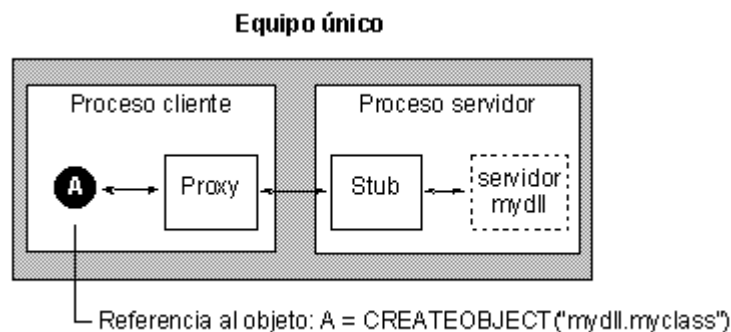 Equipo único
Proceso cliente
Proceso servidor
A
Proxy
Stub
servidor
mydll
Referencia al objeto: A = CREATEOBJECT("mydll.myclass")